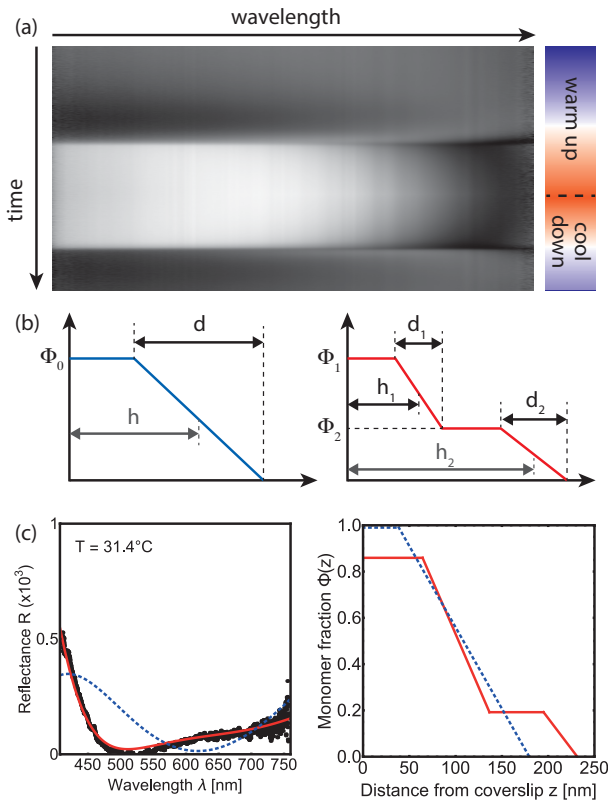 wavelength
(a)
time
warm up
cool
down
(b)
Φ0
d
h
Φ1
Φ2
d1
h1
d2
h2
(c)
T = 31.4°C
Reflectance R (x10³)
1
0.5
0
450 500 550 600 650 700 750
Wavelength λ [nm]
Monomer fraction Φ(z)
1.0
0.8
0.6
0.4
0.2
0.0
0 50 100 150 200 250
Distance from coverslip z [nm]